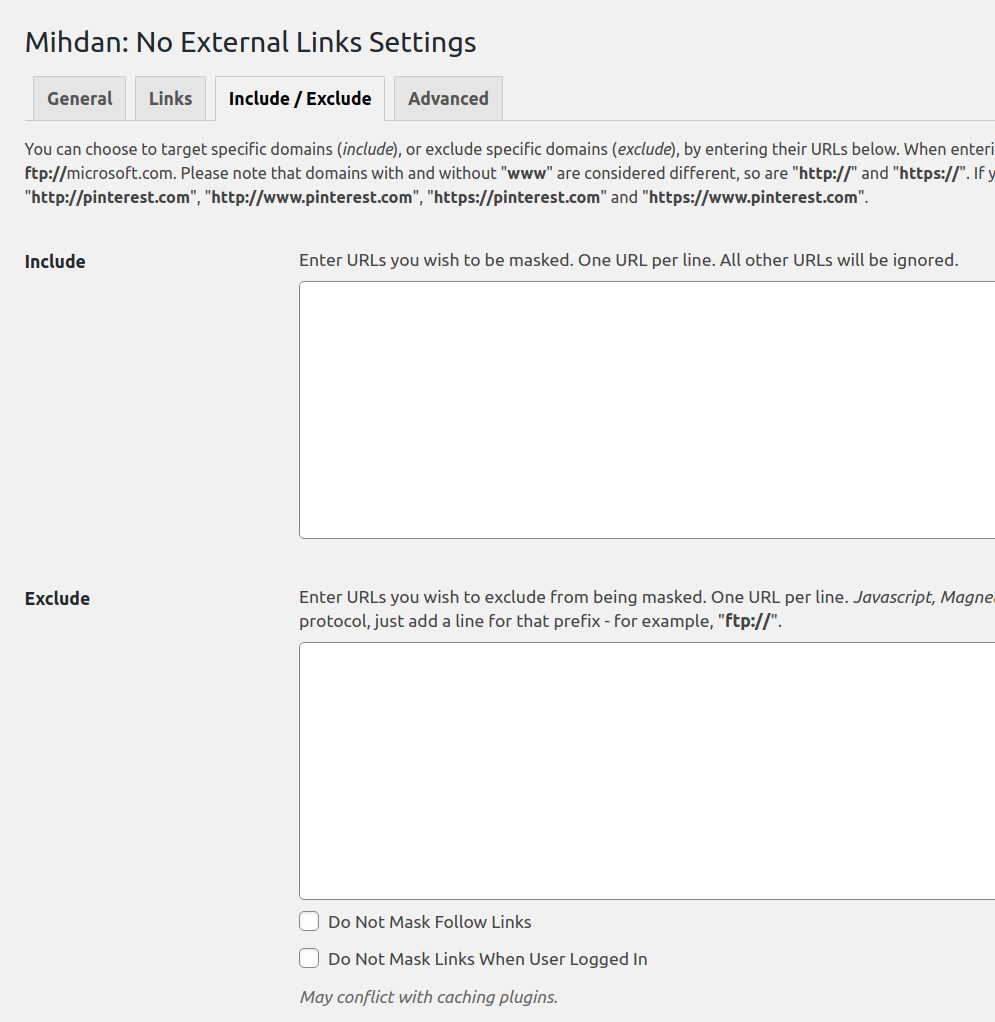 Mihdan: No External Links Settings
General Links Include / Exclude Advanced
You can choose to target specific domains (include), or exclude specific domains (exclude), by entering their URLs below. When enteri
ftp://microsoft.com. Please note that domains with and without "www" are considered different, so are "http://" and "https://". If y
"http://pinterest.com", "http://www.pinterest.com", "https://pinterest.com" and "https://www.pinterest.com".
Include
Enter URLs you wish to be masked. One URL per line. All other URLs will be ignored.
Exclude
Enter URLs you wish to exclude from being masked. One URL per line. Javascript, Magne
protocol, just add a line for that prefix - for example, "ftp://".
Do Not Mask Follow Links
Do Not Mask Links When User Logged In
May conflict with caching plugins.